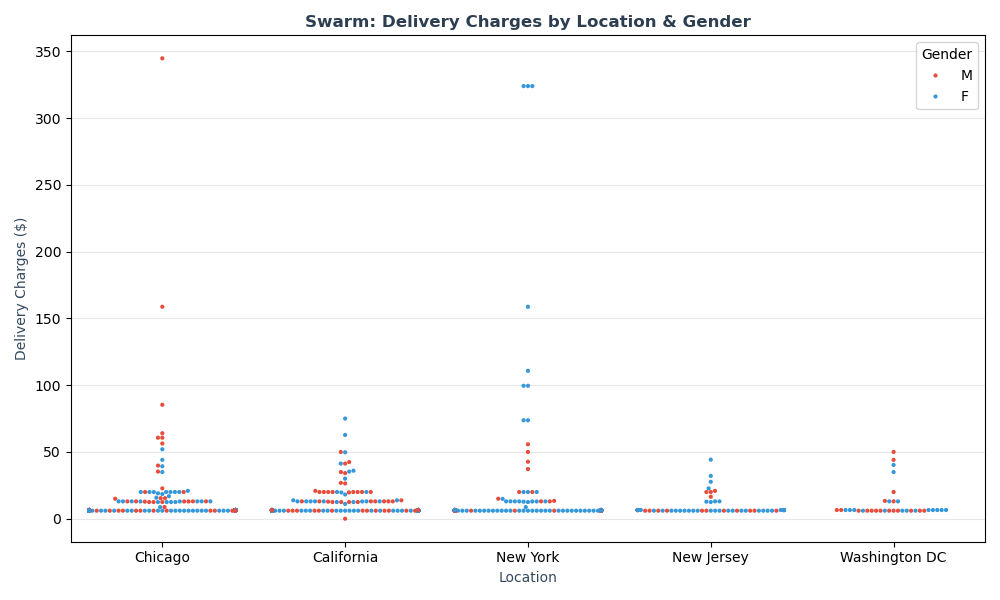 Swarm: Delivery Charges by Location & Gender
Gender
M
F
Delivery Charges ($)
350
300
250
200
150
100
50
0
Chicago
California
New York
New Jersey
Washington DC
Location